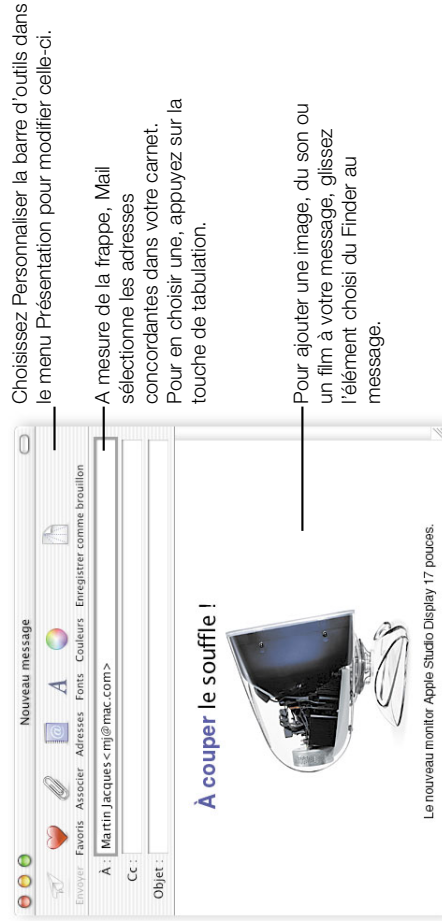 Choisissez Personnaliser la barre d'outils dans
le menu Présentation pour modifier celle-ci.
A mesure de la frappe, Mail
sélectionne les adresses
concordantes dans votre carnet.
Pour en choisir une, appuyez sur la
touche de tabulation.
Pour ajouter une image, du son ou
un film à votre message, glissez
l'élément choisi du Finder au
message.
Nouveau message
Envoyer Favoris Associer Adresses Fonts Couleurs Enregistrer comme brouillon
À : Martin Jacques <mj@mac.com>
Cc :
Objet :
À couper le souffle !
Le nouveau monitor Apple Studio Display 17 pouces.